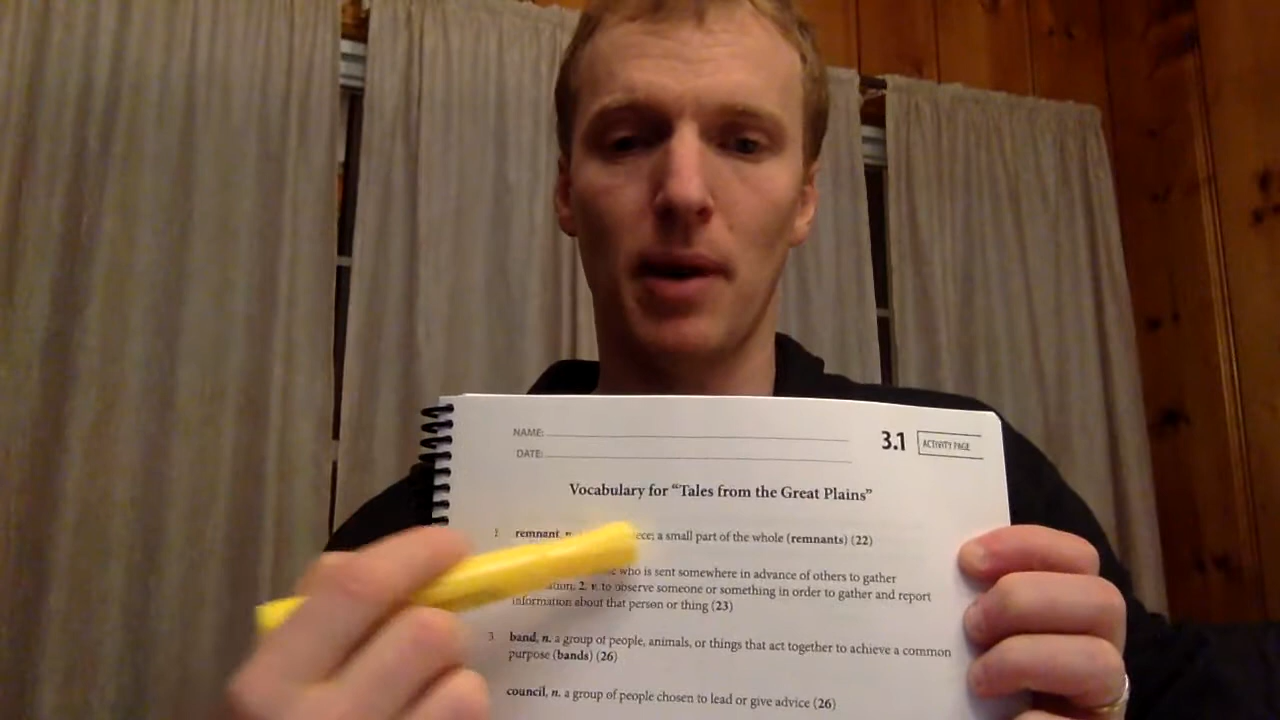 NAME:
3.1 ACTIVITY PAGE
DATE:
Vocabulary for “Tales from the Great Plains”
1. remnant, n. a small part of the whole (remnants) (22)
who is sent somewhere in advance of others to gather
2. v. to observe someone or something in order to gather and report
information about that person or thing (23)
3. band, n. a group of people, animals, or things that act together to achieve a common
purpose (bands) (26)
council, n. a group of people chosen to lead or give advice (26)